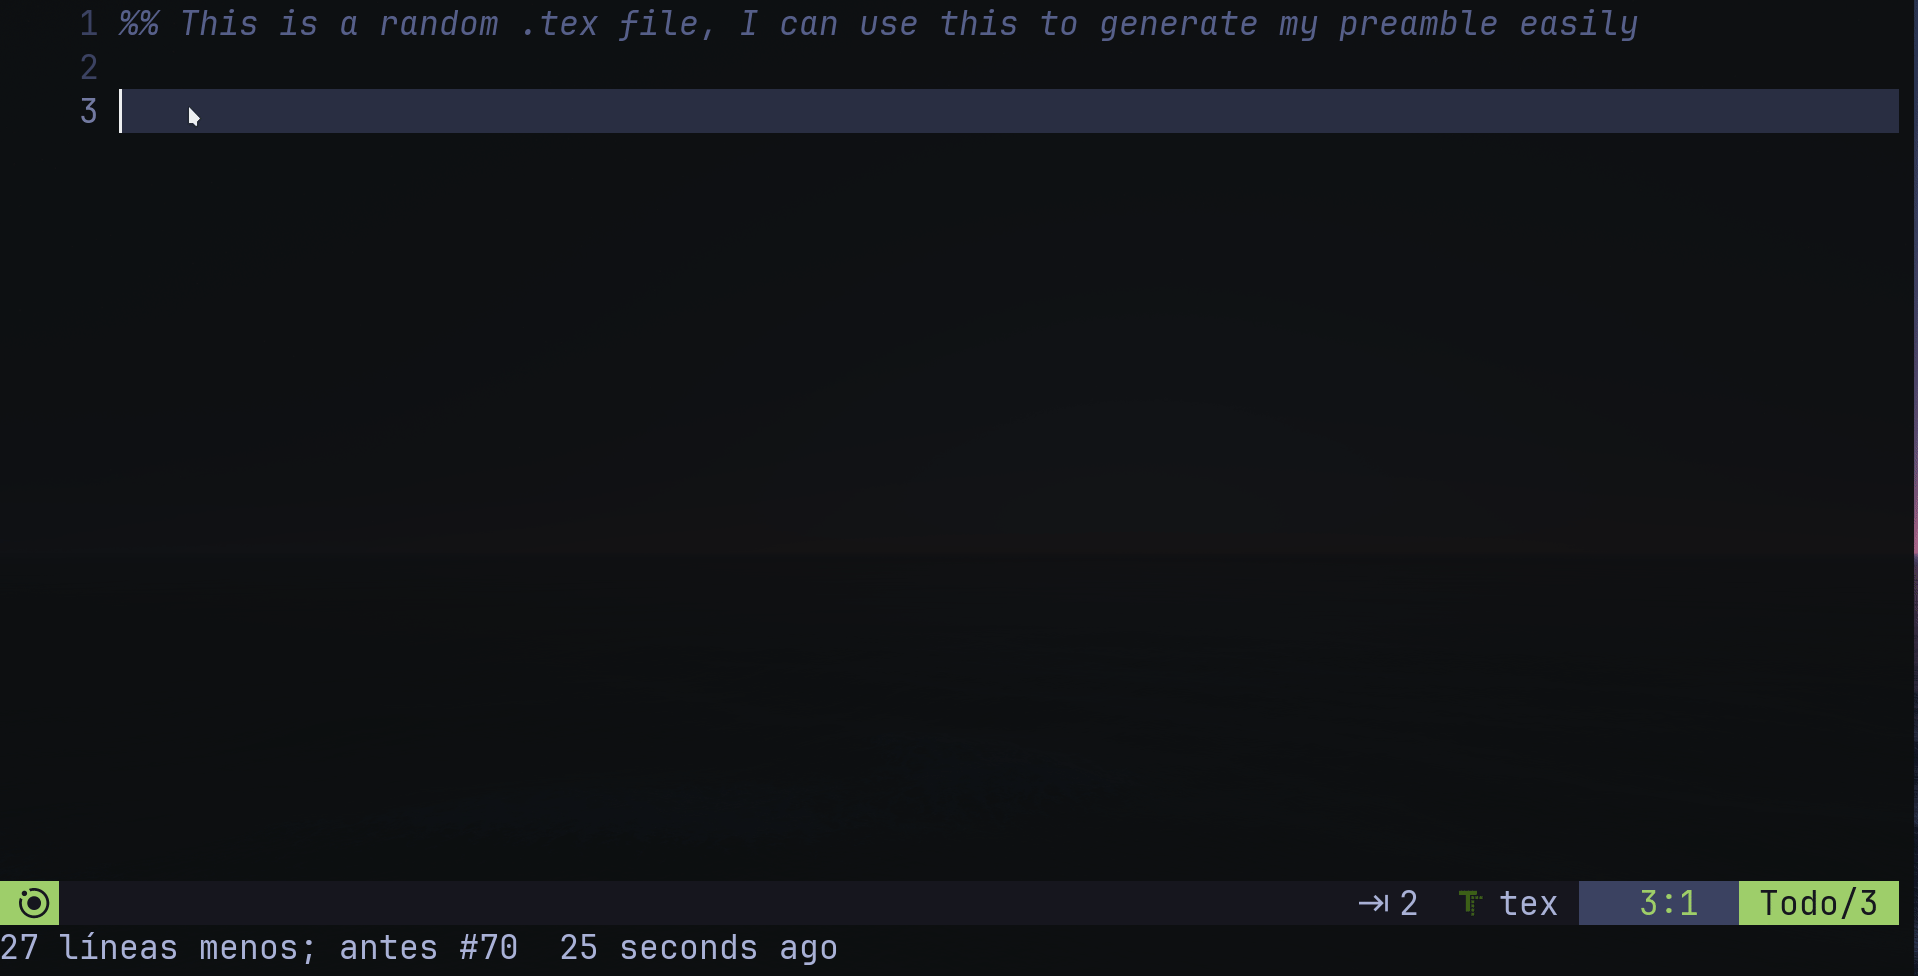 1 %% This is a random .tex file, I can use this to generate my preamble easily
2
3
2 tex 3:1 Todo/3
27 líneas menos; antes #70  25 seconds ago